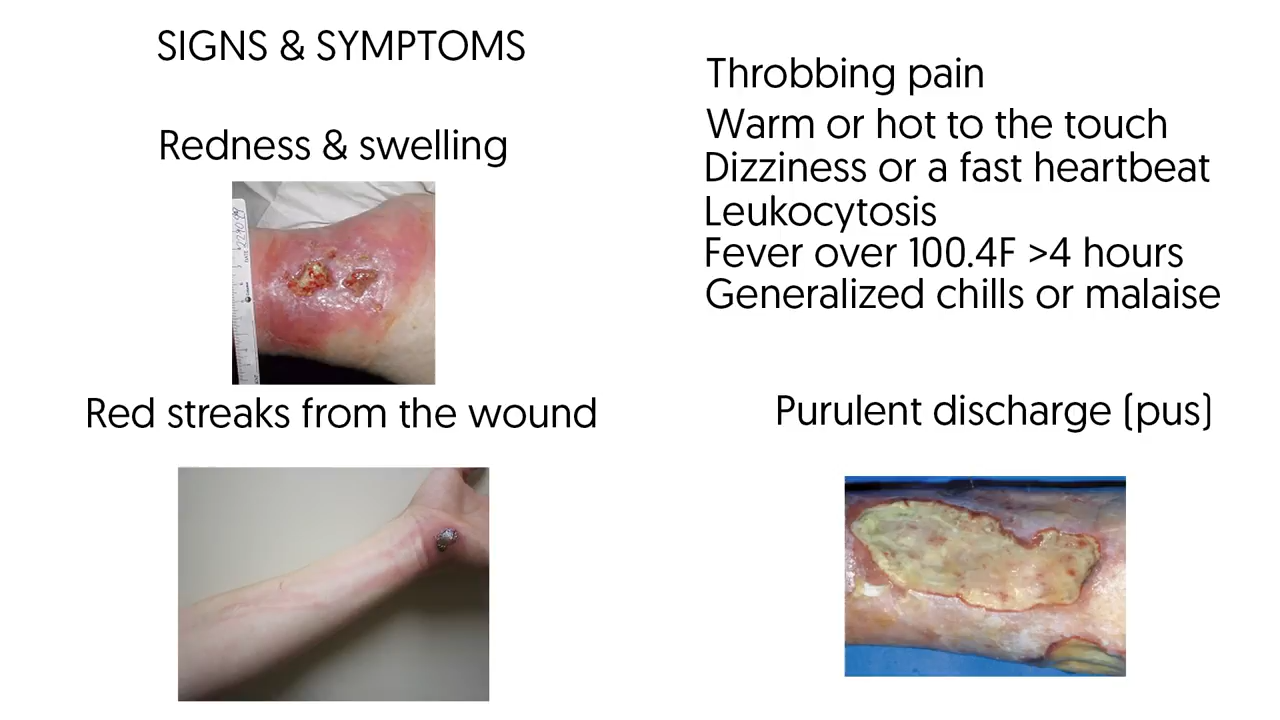 SIGNS & SYMPTOMS
Redness & swelling
Red streaks from the wound
Throbbing pain
Warm or hot to the touch
Dizziness or a fast heartbeat
Leukocytosis
Fever over 100.4F >4 hours
Generalized chills or malaise
Purulent discharge (pus)